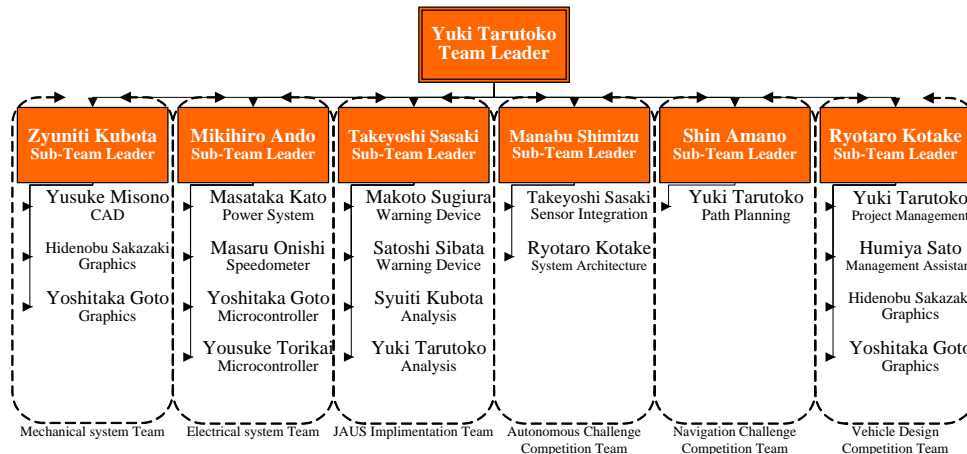 Yuki Tarutoko
Team Leader
Zyuniti Kubota
Sub-Team Leader
Yusuke Misono
CAD
Hidenobu Sakazaki
Graphics
Yoshitaka Goto
Graphics
Mechanical system Team
Mikihiro Ando
Sub-Team Leader
Masataka Kato
Power System
Masaru Onishi
Speedometer
Yoshitaka Goto
Microcontroller
Yousuke Torikai
Microcontroller
Electrical system Team
Takeyoshi Sasaki
Sub-Team Leader
Makoto Sugiura
Warning Device
Satoshi Sibata
Warning Device
Syuiti Kubota
Analysis
Yuki Tarutoko
Analysis
JAUS Implimentation Team
Manabu Shimizu
Sub-Team Leader
Takeyoshi Sasaki
Sensor Integration
Ryotaro Kotake
System Architecture
Autonomous Challenge
Competition Team
Shin Amano
Sub-Team Leader
Yuki Tarutoko
Path Planning
Navigation Challenge
Competition Team
Ryotaro Kotake
Sub-Team Leader
Yuki Tarutoko
Project Management
Humiya Sato
Management Assistant
Hidenobu Sakazaki
Graphics
Yoshitaka Goto
Graphics
Vehicle Design
Competition Team